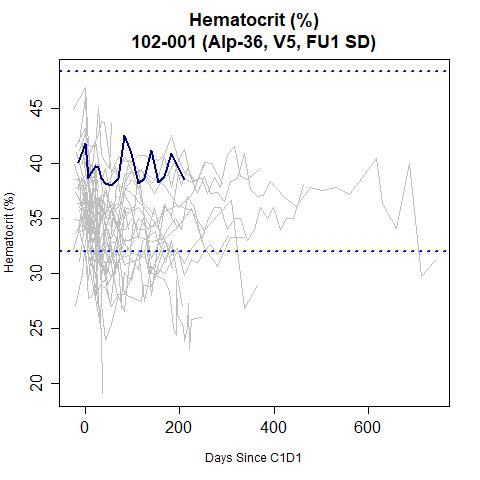 Hematocrit (%)
102-001 (Alp-36, V5, FU1 SD)
Hematocrit (%)
45
40
35
30
25
20
0 200 400 600
Days Since C1D1